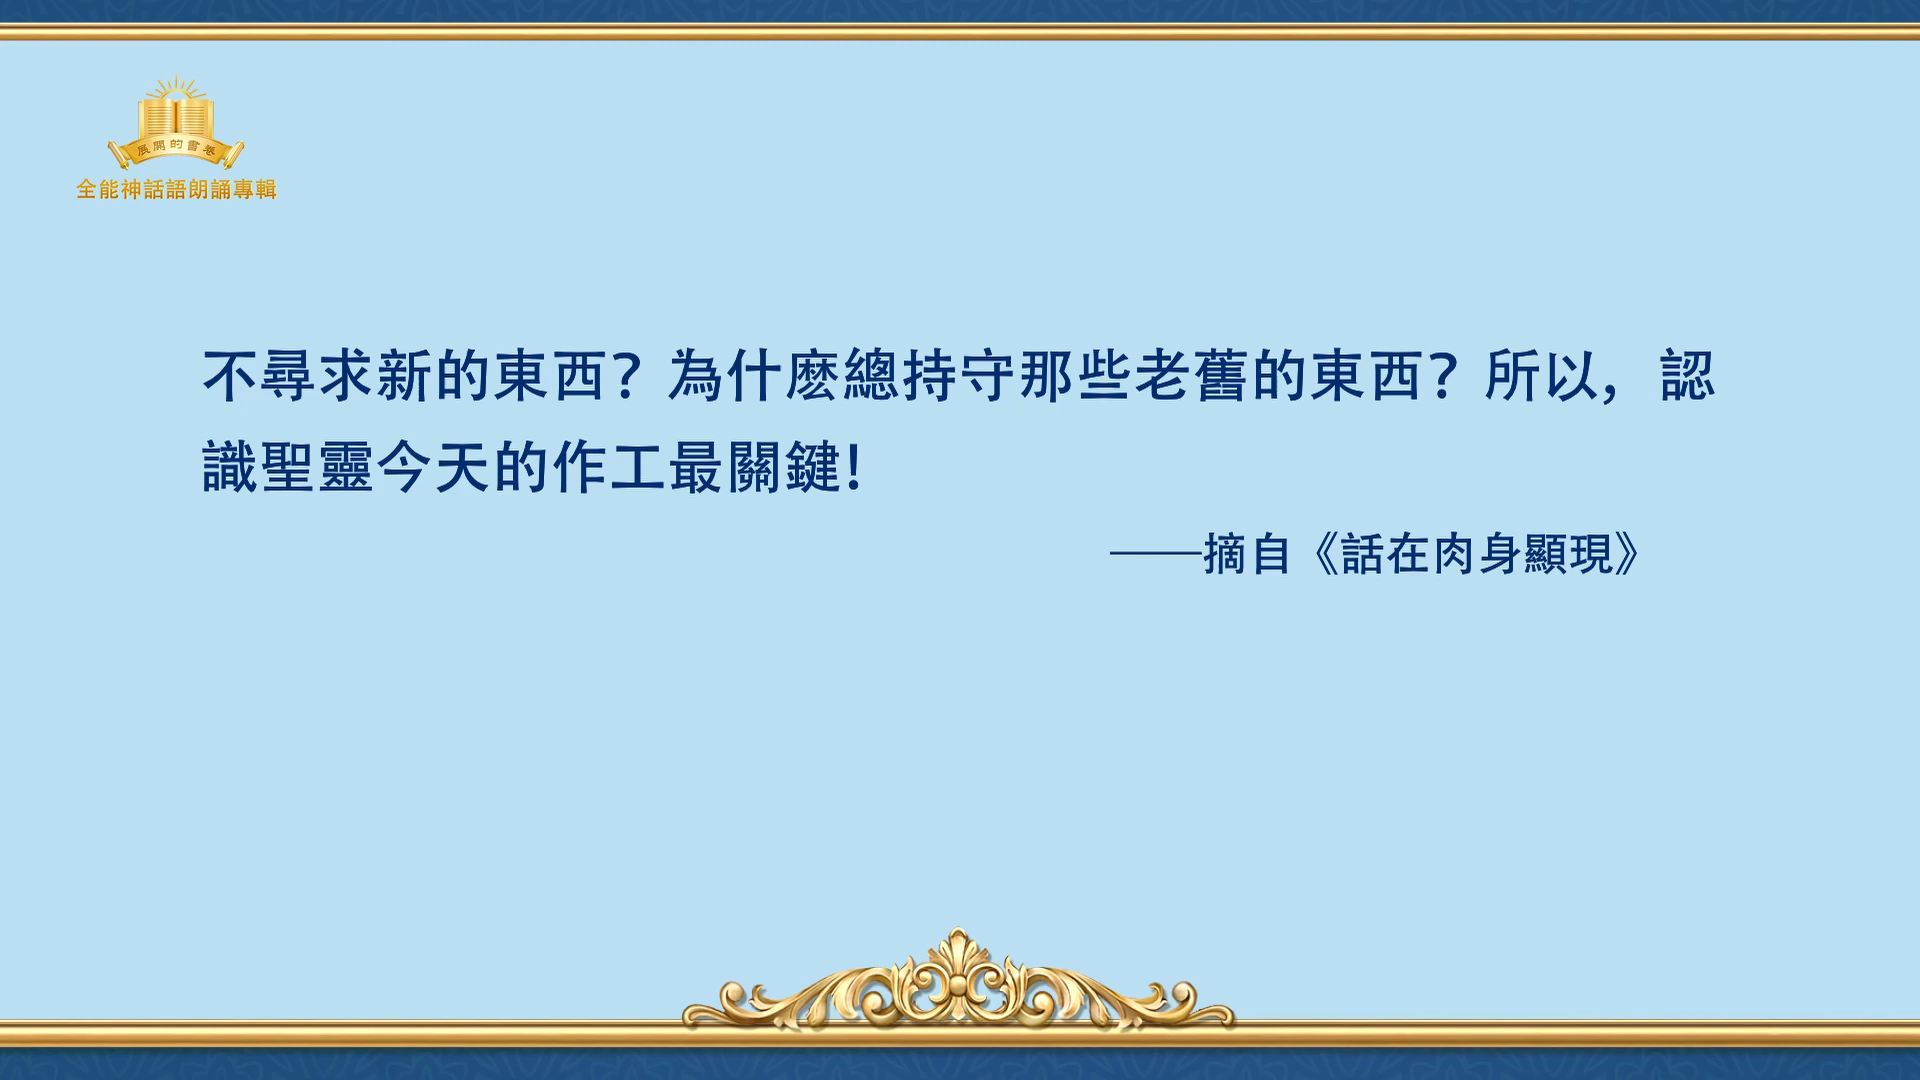 展開的書卷
全能神話語朗誦專輯
不尋求新的東西？為什麽總持守那些老舊的東西？所以，認
識聖靈今天的作工最關鍵！
——摘自《話在肉身顯現》